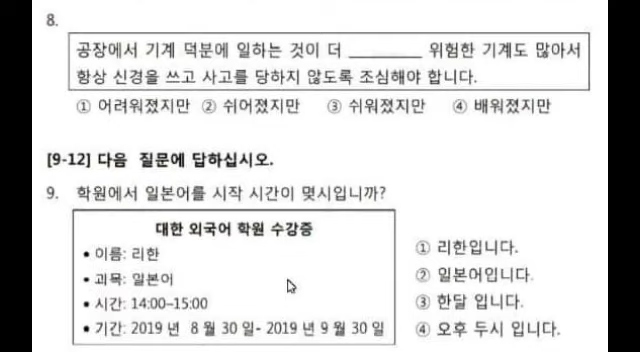 8.
공장에서 기계 덕분에 일하는 것이 더 __________ 위험한 기계도 많아서
항상 신경을 쓰고 사고를 당하지 않도록 조심해야 합니다.
① 어려워졌지만 ② 쉬어졌지만 ③ 쉬워졌지만 ④ 배워졌지만
[9-12] 다음 질문에 답하십시오.
9. 학원에서 일본어를 시작 시간이 몇시입니까?
대한 외국어 학원 수강증
• 이름: 리한
• 과목: 일본어
• 시간: 14:00–15:00
• 기간: 2019 년 8 월 30 일- 2019 년 9 월 30 일
① 리한입니다.
② 일본어입니다.
③ 한달 입니다.
④ 오후 두시 입니다.